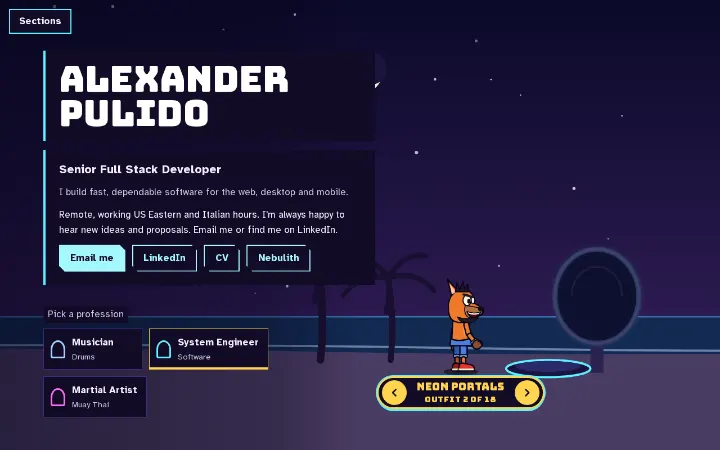 Sections
ALEXANDER
PULIDO
Senior Full Stack Developer
I build fast, dependable software for the web, desktop and mobile.
Remote, working US Eastern and Italian hours. I'm always happy to
hear new ideas and proposals. Email me or find me on LinkedIn.
Email me
LinkedIn
CV
Nebulith
Pick a profession
Musician
Drums
System Engineer
Software
Martial Artist
Muay Thai
NEON PORTALS
OUTFIT 2 OF 18